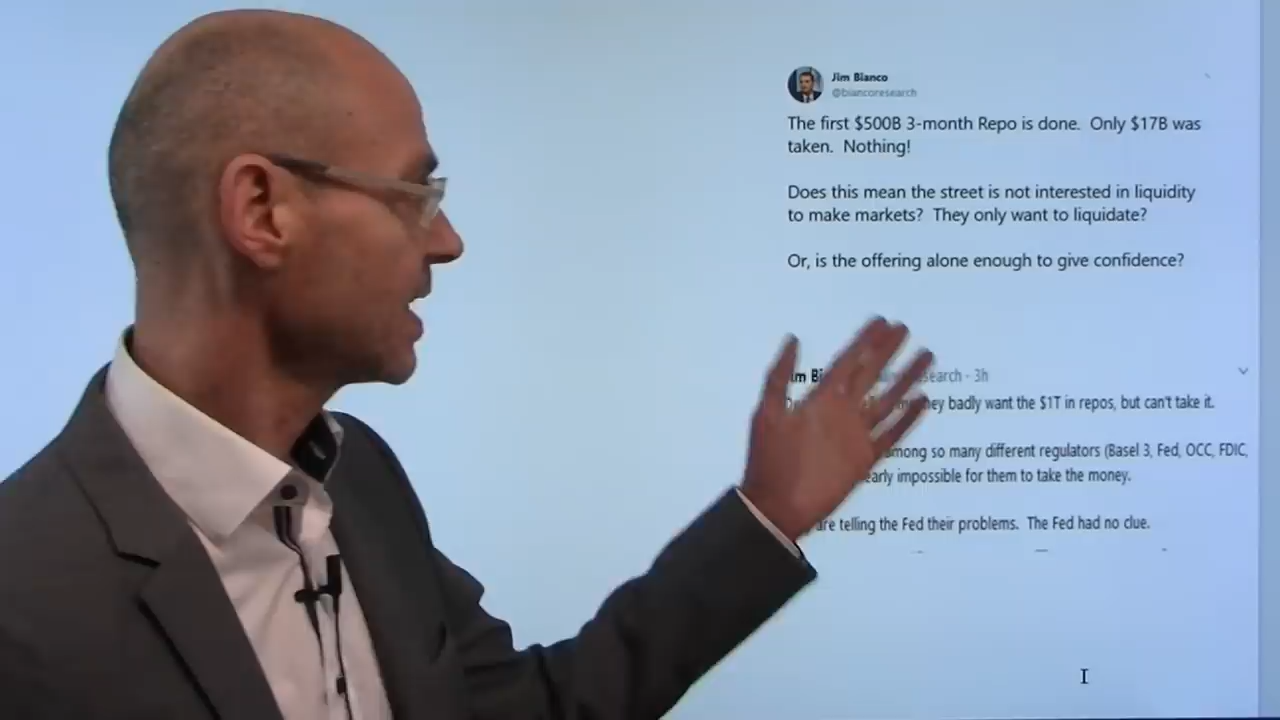 Jim Bianco
@biancoresearch
The first $500B 3-month Repo is done. Only $17B was
taken. Nothing!
Does this mean the street is not interested in liquidity
to make markets? They only want to liquidate?
Or, is the offering alone enough to give confidence?
search · 3h
badly want the $1T in repos, but can't take it.
so many different regulators (Basel 3, Fed, OCC, FDIC,
impossible for them to take the money.
are telling the Fed their problems. The Fed had no clue.